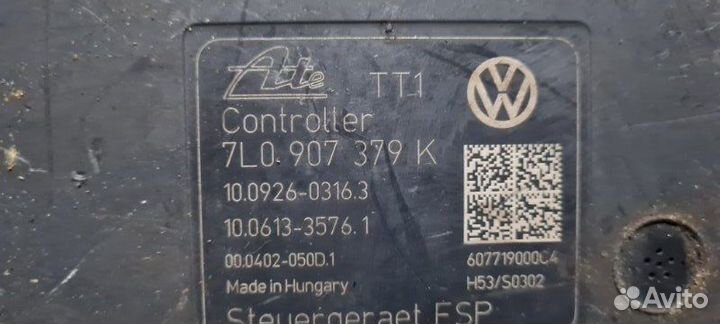 Ate TT1
Controller
7L0 907 379 K
10.0926-0316.3
10.0613-3576.1
00.0402-050D.1
607719000C4
Made in Hungary
H53/S0302
Steuergeraet ESP
Avito